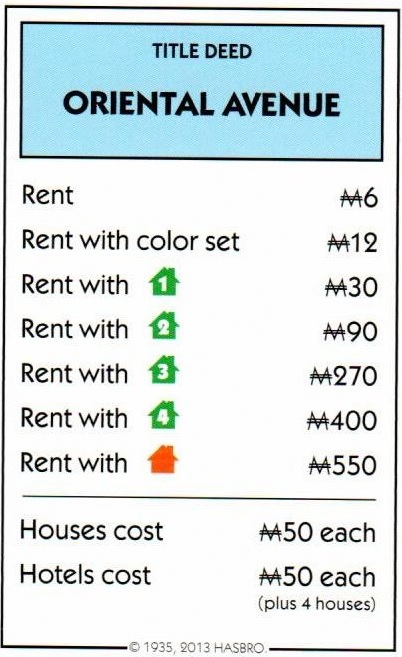 TITLE DEED
ORIENTAL AVENUE
Rent ₩6
Rent with color set ₩12
Rent with 1 ₩30
Rent with 2 ₩90
Rent with 3 ₩270
Rent with 4 ₩400
Rent with ₩550
Houses cost ₩50 each
Hotels cost ₩50 each
(plus 4 houses)
© 1935, 2013 HASBRO.